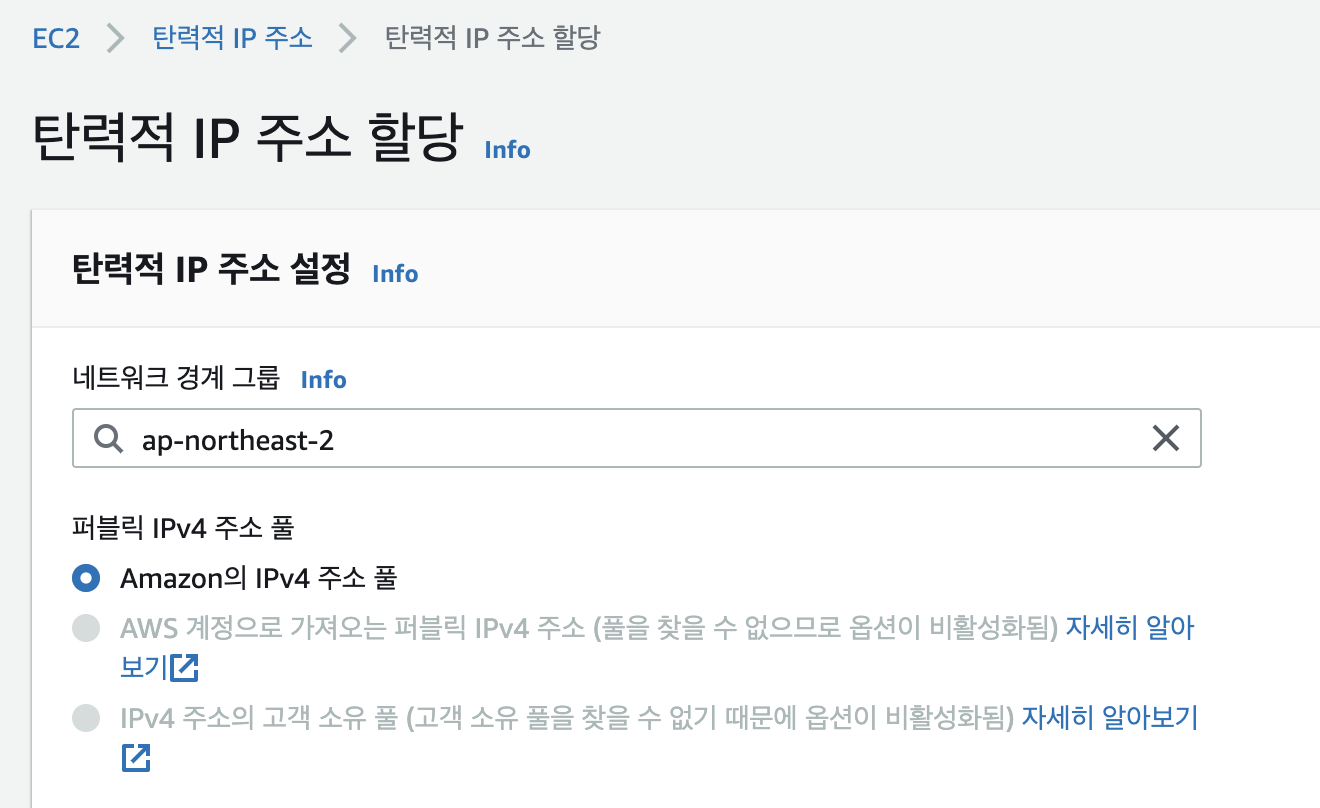 EC2 > 탄력적 IP 주소 > 탄력적 IP 주소 할당
탄력적 IP 주소 할당 Info
탄력적 IP 주소 설정 Info
네트워크 경계 그룹 Info
ap-northeast-2
퍼블릭 IPv4 주소 풀
Amazon의 IPv4 주소 풀
AWS 계정으로 가져오는 퍼블릭 IPv4 주소 (풀을 찾을 수 없으므로 옵션이 비활성화됨) 자세히 알아
보기
IPv4 주소의 고객 소유 풀 (고객 소유 풀을 찾을 수 없기 때문에 옵션이 비활성화됨) 자세히 알아보기